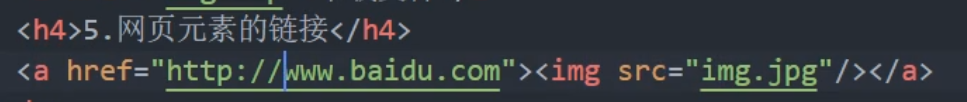 <h4>5.网页元素的链接</h4>
<a href="http://www.baidu.com"><img src="img.jpg"/></a>